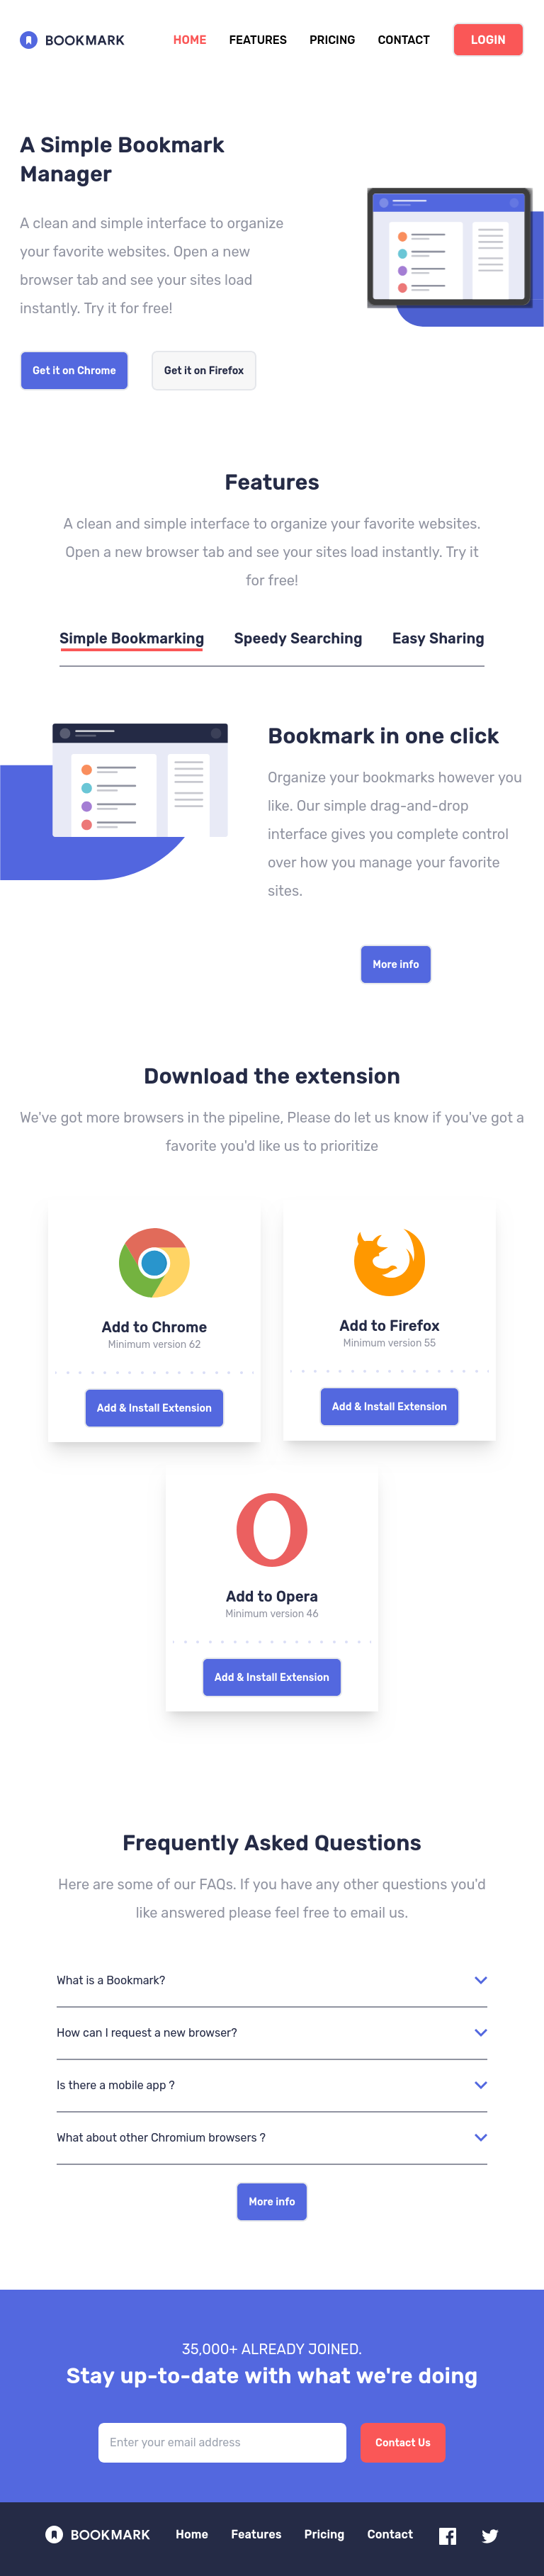 BOOKMARK HOME FEATURES PRICING CONTACT LOGIN
A Simple Bookmark
Manager
A clean and simple interface to organize
your favorite websites. Open a new
browser tab and see your sites load
instantly. Try it for free!
Get it on Chrome Get it on Firefox
Features
A clean and simple interface to organize your favorite websites.
Open a new browser tab and see your sites load instantly. Try it
for free!
Simple Bookmarking Speedy Searching Easy Sharing
Bookmark in one click
Organize your bookmarks however you
like. Our simple drag-and-drop
interface gives you complete control
over how you manage your favorite
sites.
More info
Download the extension
We've got more browsers in the pipeline, Please do let us know if you've got a
favorite you'd like us to prioritize
Add to Chrome
Minimum version 62
Add & Install Extension
Add to Firefox
Minimum version 55
Add & Install Extension
Add to Opera
Minimum version 46
Add & Install Extension
Frequently Asked Questions
Here are some of our FAQs. If you have any other questions you'd
like answered please feel free to email us.
What is a Bookmark?
How can I request a new browser?
Is there a mobile app ?
What about other Chromium browsers ?
More info
35,000+ ALREADY JOINED.
Stay up-to-date with what we're doing
Enter your email address Contact Us
BOOKMARK Home Features Pricing Contact